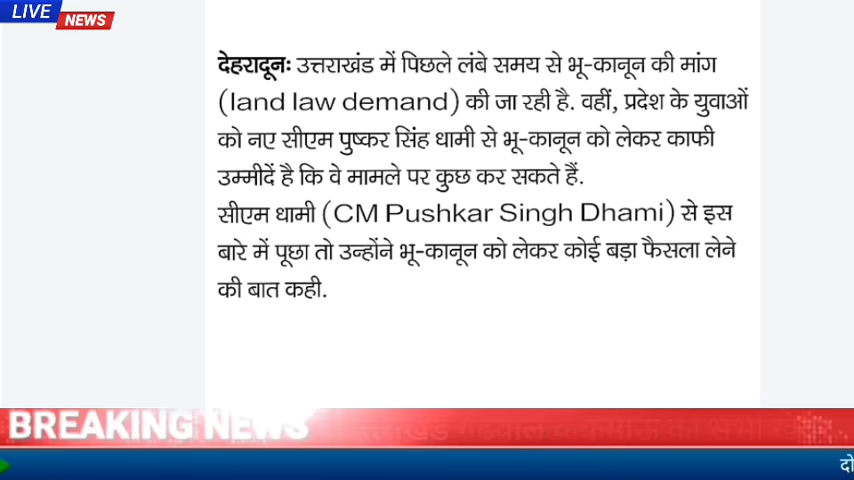 LIVE
NEWS
देहरादूनः उत्तराखंड में पिछले लंबे समय से भू-कानून की मांग
(land law demand) की जा रही है. वहीं, प्रदेश के युवाओं
को नए सीएम पुष्कर सिंह धामी से भू-कानून को लेकर काफी
उम्मीदें है कि वे मामले पर कुछ कर सकते हैं.
सीएम धामी (CM Pushkar Singh Dhami) से इस
बारे में पूछा तो उन्होंने भू-कानून को लेकर कोई बड़ा फैसला लेने
की बात कही.
BREAKING NEWS